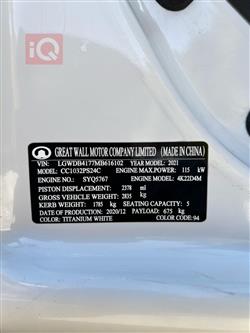 iQ
GREAT WALL MOTOR COMPANY LIMITED (MADE IN CHINA)
VIN: LGWDB4177MB616102 YEAR MODEL: 2021
MODEL: CC1032PS24C ENGINE MAX POWER: 115 kW
ENGINE NO: SYQ5767 ENGINE MODEL: 4K22D4M
PISTON DISPLACEMENT: 2378 ml
GROSS VEHICLE WEIGHT: 2835 kg
KERB WEIGHT: 1785 kg SEATING CAPACITY: 5
DATE OF PRODUCTION: 2020/12 PAYLOAD: 675 kg
COLOR: TITANIUM WHITE COLOR CODE: 94